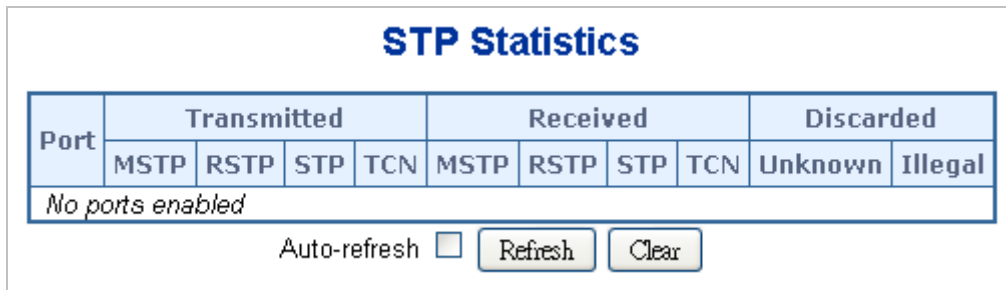 STP Statistics
Port Transmitted Received Discarded
MSTP RSTP STP TCN MSTP RSTP STP TCN Unknown Illegal
No ports enabled
Auto-refresh Refresh Clear